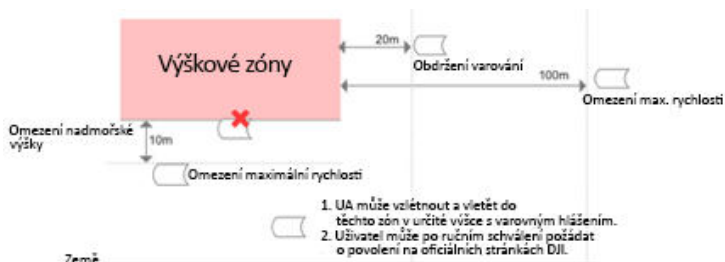 Výškové zóny
20m
Obdržení varování
100m
Omezení max. rychlosti
Omezení nadmořské
výšky
10m
Omezení maximální rychlosti
1. UA může vzlétnout a vletět do
těchto zón v určité výšce s varovným hlášením.
2. Uživatel může po ručním schválení požádat
o povolení na oficiálních stránkách DJI.
Země